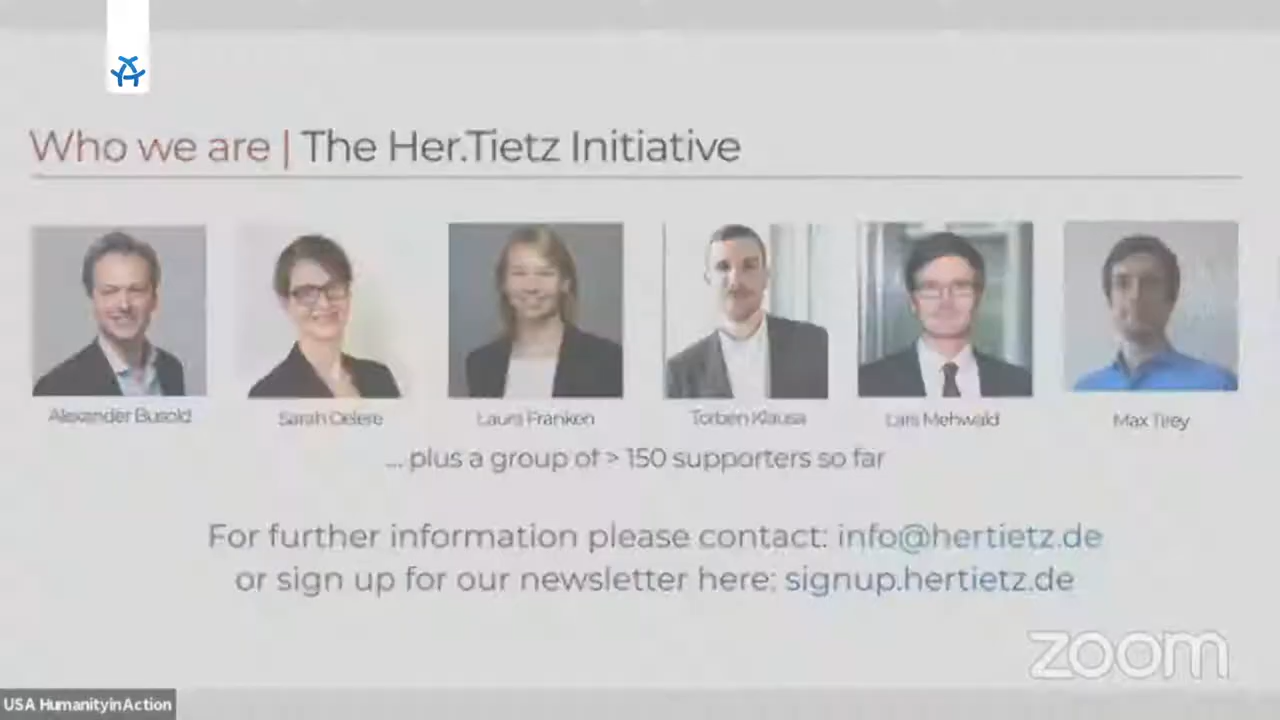 Who we are | The Her.Tietz Initiative
Alexander Busold
Sarah
Laura Franken
Torben Klausa
Lars Mehwald
Max Tirey
... plus a group of > 150 supporters so far
For further information please contact: info@hertietz.de
or sign up for our newsletter here: signup.hertietz.de
zoom
USA HumanityinAction